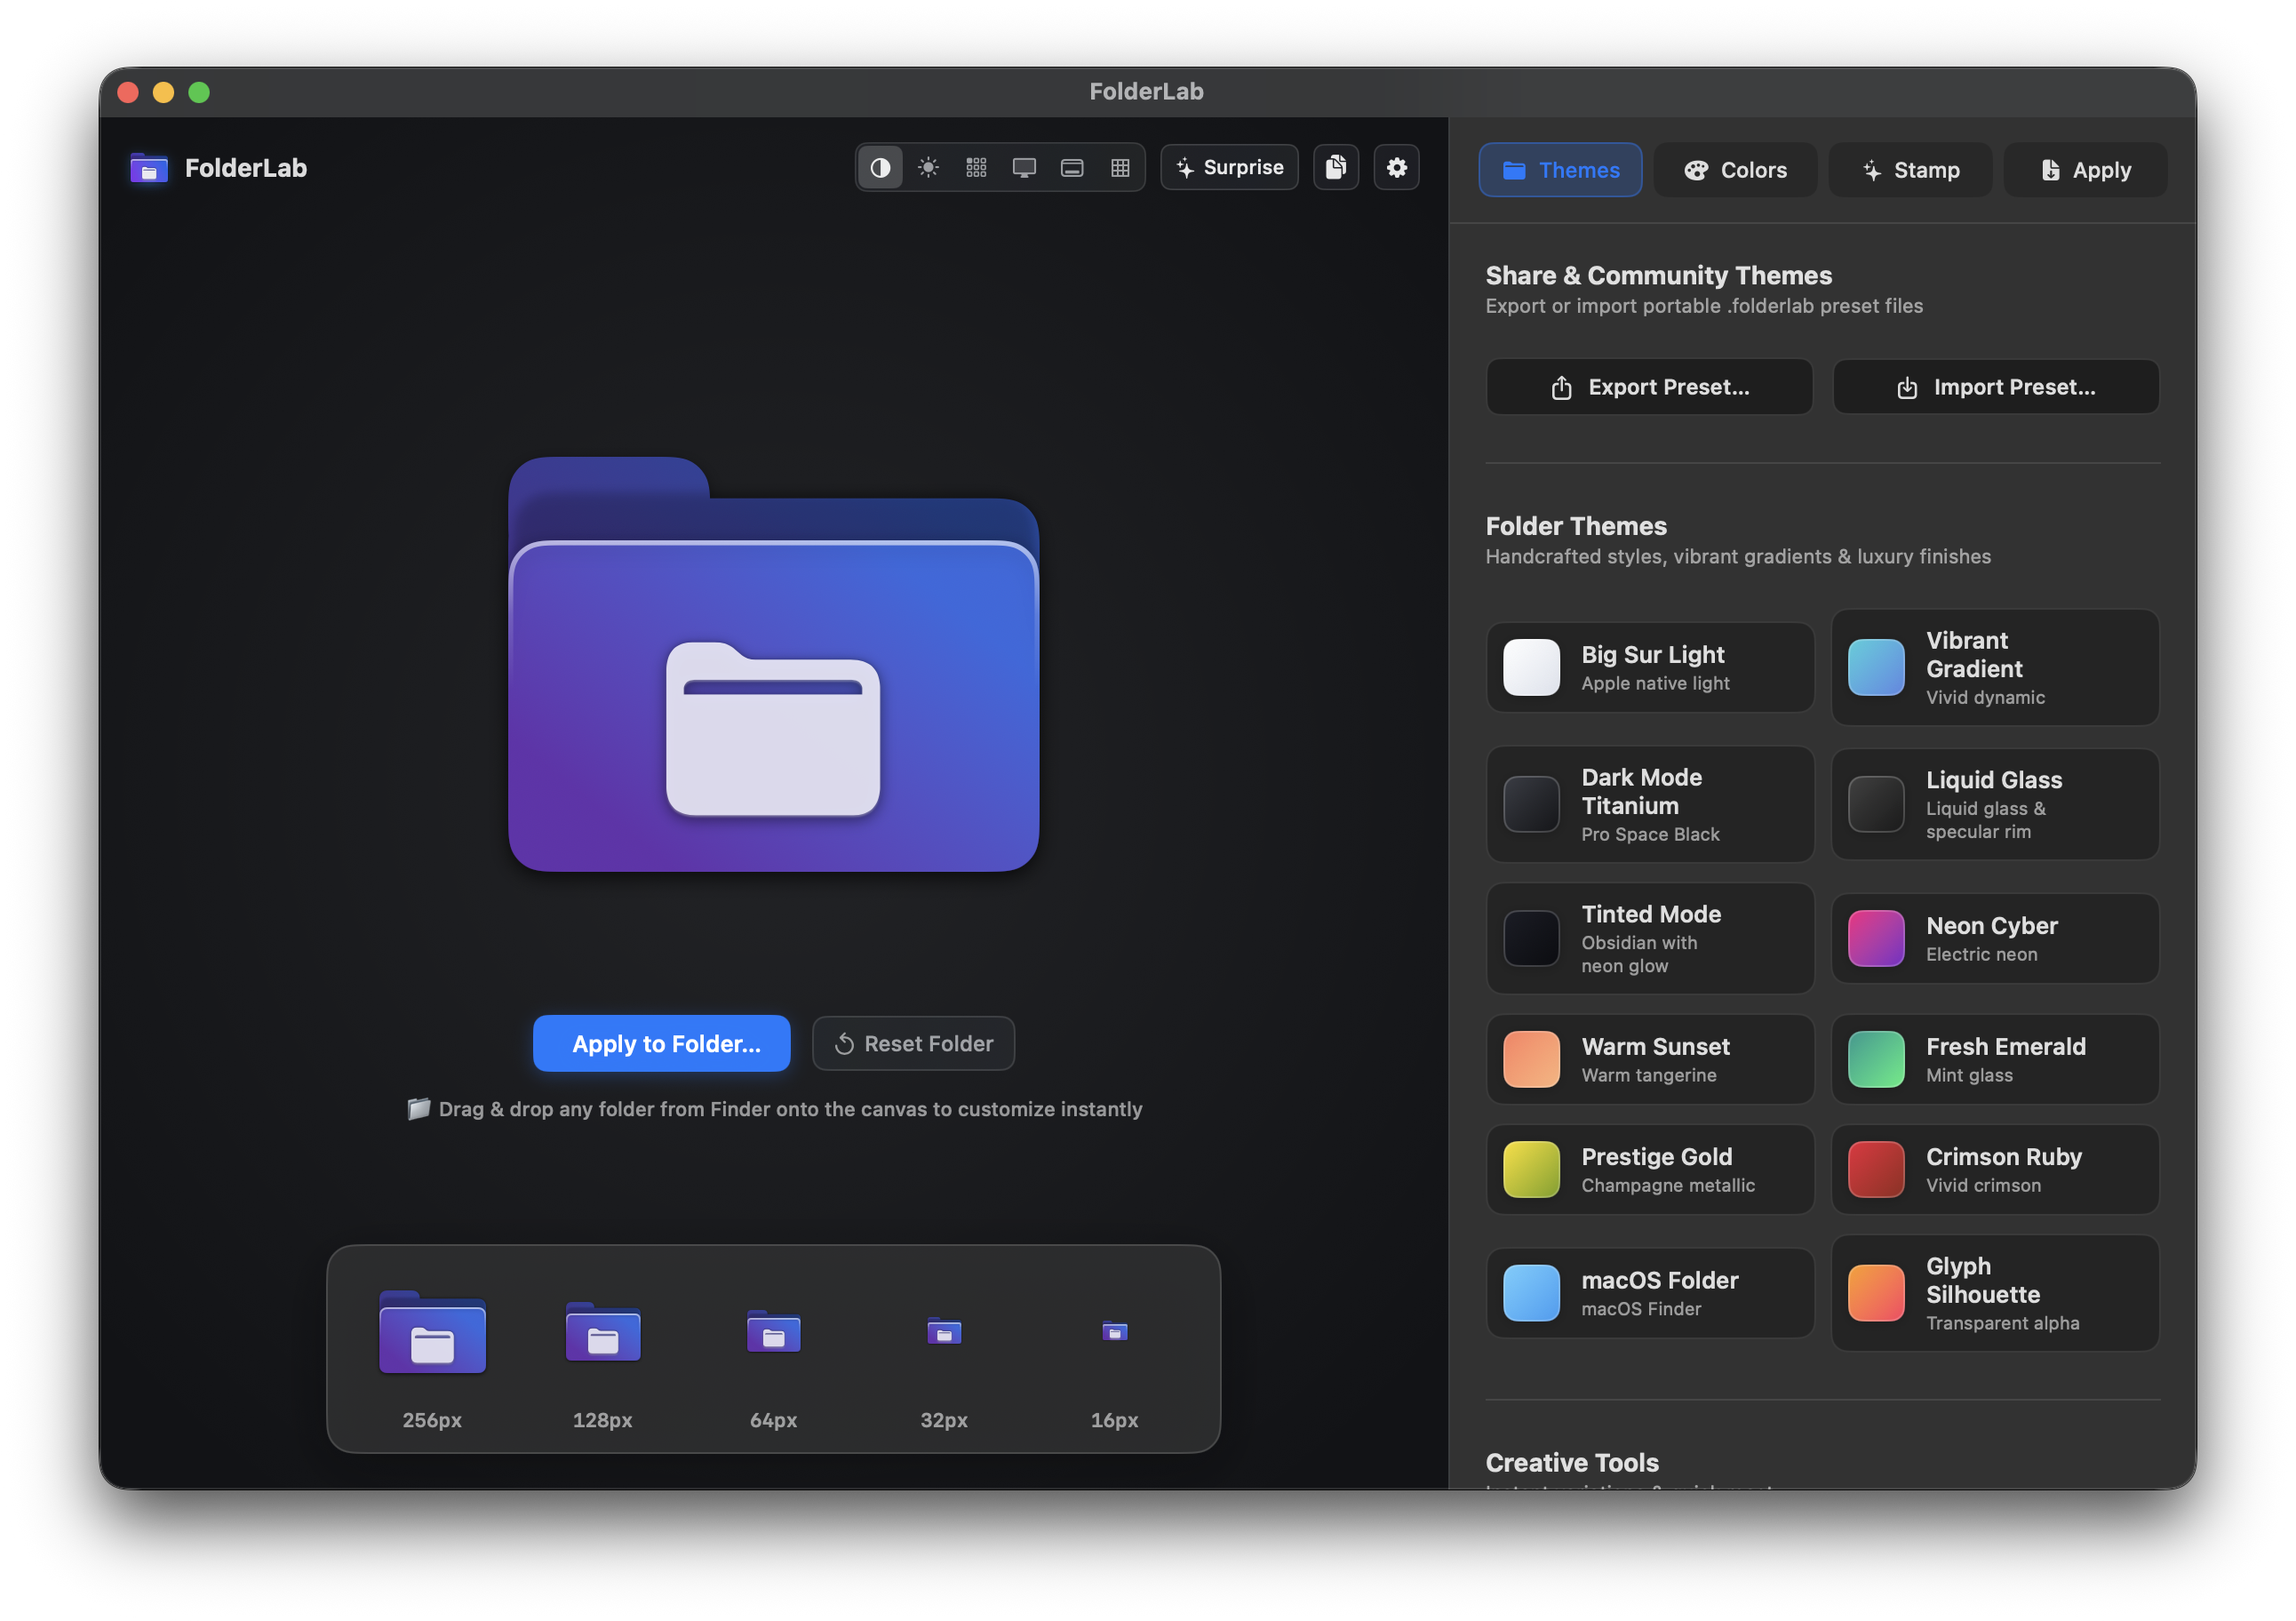 FolderLab
FolderLab
Surprise
Themes
Colors
Stamp
Apply
Share & Community Themes
Export or import portable .folderlab preset files
Export Preset...
Import Preset...
Folder Themes
Handcrafted styles, vibrant gradients & luxury finishes
Big Sur Light
Apple native light
Vibrant
Gradient
Vivid dynamic
Dark Mode
Titanium
Pro Space Black
Liquid Glass
Liquid glass &
specular rim
Tinted Mode
Obsidian with
neon glow
Neon Cyber
Electric neon
Warm Sunset
Warm tangerine
Fresh Emerald
Mint glass
Prestige Gold
Champagne metallic
Crimson Ruby
Vivid crimson
macOS Folder
macOS Finder
Glyph
Silhouette
Transparent alpha
Creative Tools
Apply to Folder...
Reset Folder
Drag & drop any folder from Finder onto the canvas to customize instantly
256px
128px
64px
32px
16px